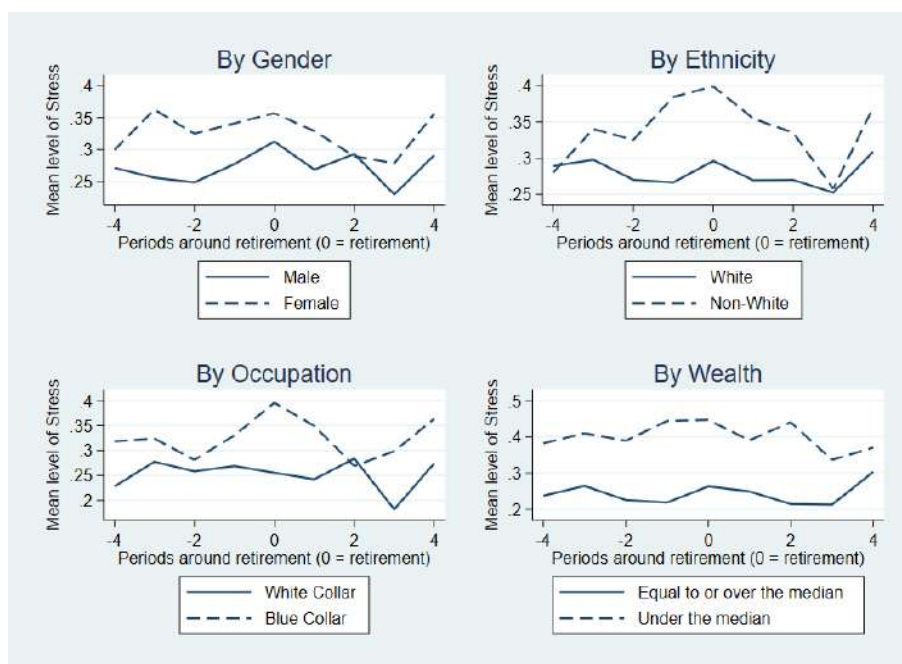 By Gender
Mean level of Stress
.4
.35
.3
.25
-4 -2 0 2 4
Periods around retirement (0 = retirement)
Male
Female
By Ethnicity
Mean level of Stress
.4
.35
.3
.25
-4 -2 0 2 4
Periods around retirement (0 = retirement)
White
Non-White
By Occupation
Mean level of Stress
.4
.35
.3
.25
.2
-4 -2 0 2 4
Periods around retirement (0 = retirement)
White Collar
Blue Collar
By Wealth
Mean level of Stress
.5
.4
.3
.2
-4 -2 0 2 4
Periods around retirement (0 = retirement)
Equal to or over the median
Under the median